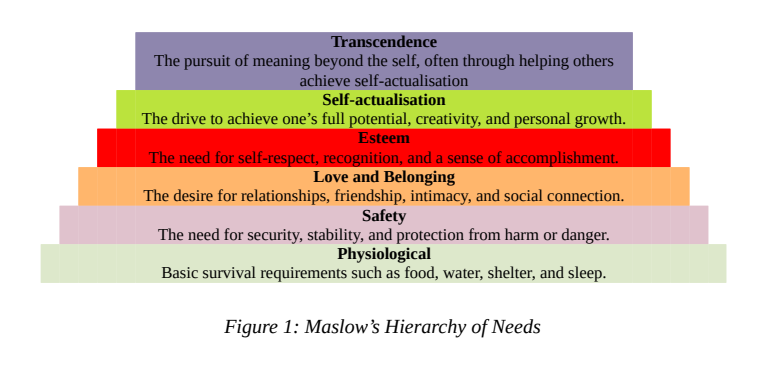 Transcendence
The pursuit of meaning beyond the self, often through helping others
achieve self-actualisation
Self-actualisation
The drive to achieve one’s full potential, creativity, and personal growth.
Esteem
The need for self-respect, recognition, and a sense of accomplishment.
Love and Belonging
The desire for relationships, friendship, intimacy, and social connection.
Safety
The need for security, stability, and protection from harm or danger.
Physiological
Basic survival requirements such as food, water, shelter, and sleep.
Figure 1: Maslow’s Hierarchy of Needs